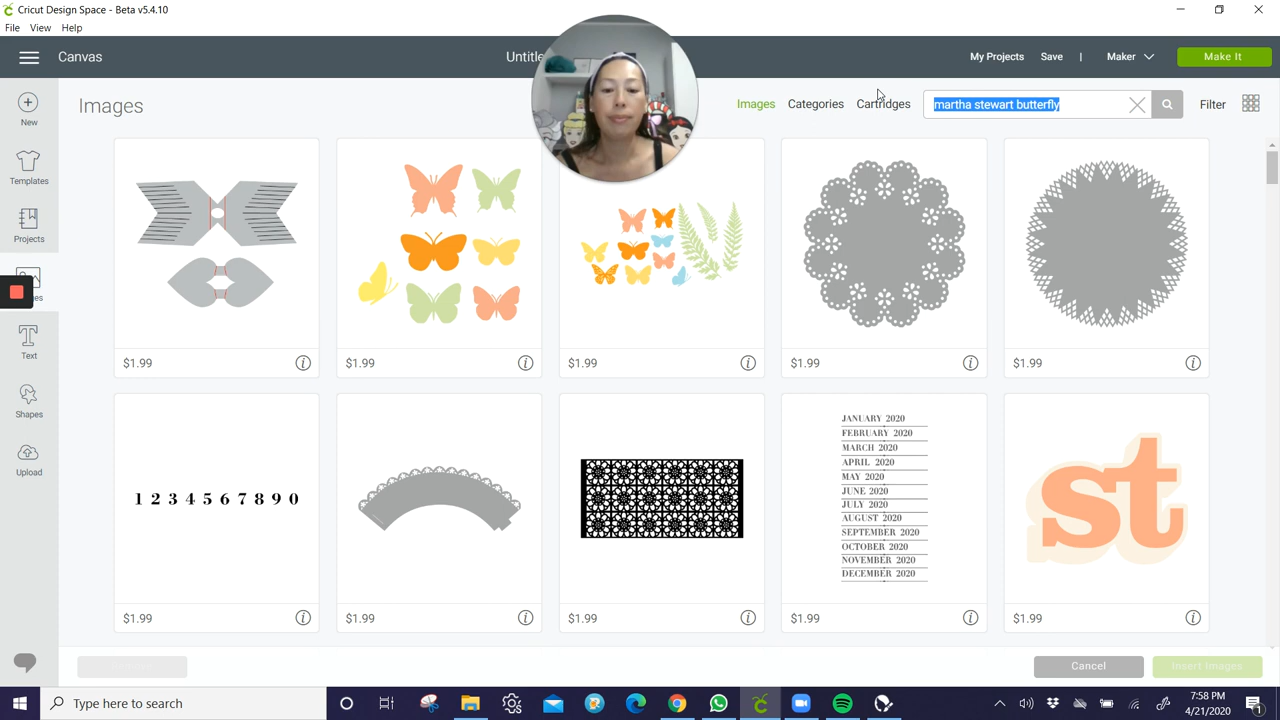 Cricut Design Space - Beta v5.4.10
File View Help
Canvas
Untitle
My Projects Save | Maker Make It
New
Templates
Projects
Text
Shapes
Upload
Images
Images Categories Cartridges
martha stewart butterfly
Filter
$1.99
$1.99
$1.99
$1.99
$1.99
1 2 3 4 5 6 7 8 9 0
JANUARY 2020
FEBRUARY 2020
MARCH 2020
APRIL 2020
MAY 2020
JUNE 2020
JULY 2020
AUGUST 2020
SEPTEMBER 2020
OCTOBER 2020
NOVEMBER 2020
DECEMBER 2020
st
$1.99
$1.99
$1.99
$1.99
$1.99
Cancel
Insert Images
Type here to search
7:58 PM
4/21/2020
1